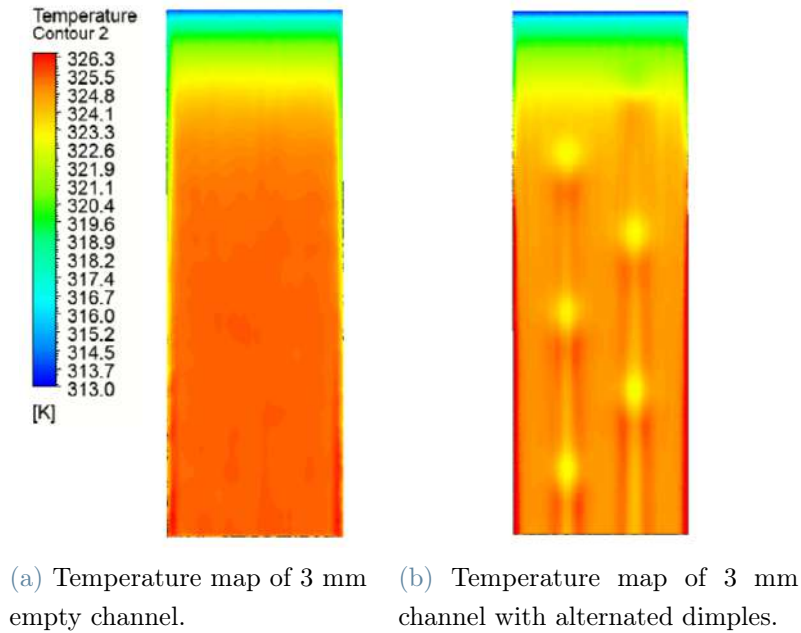 Temperature
Contour 2
326.3
325.5
324.8
324.1
323.3
322.6
321.9
321.1
320.4
319.6
318.9
318.2
317.4
316.7
316.0
315.2
314.5
313.7
313.0
[K]
(a) Temperature map of 3 mm
empty channel.
(b) Temperature map of 3 mm
channel with alternated dimples.